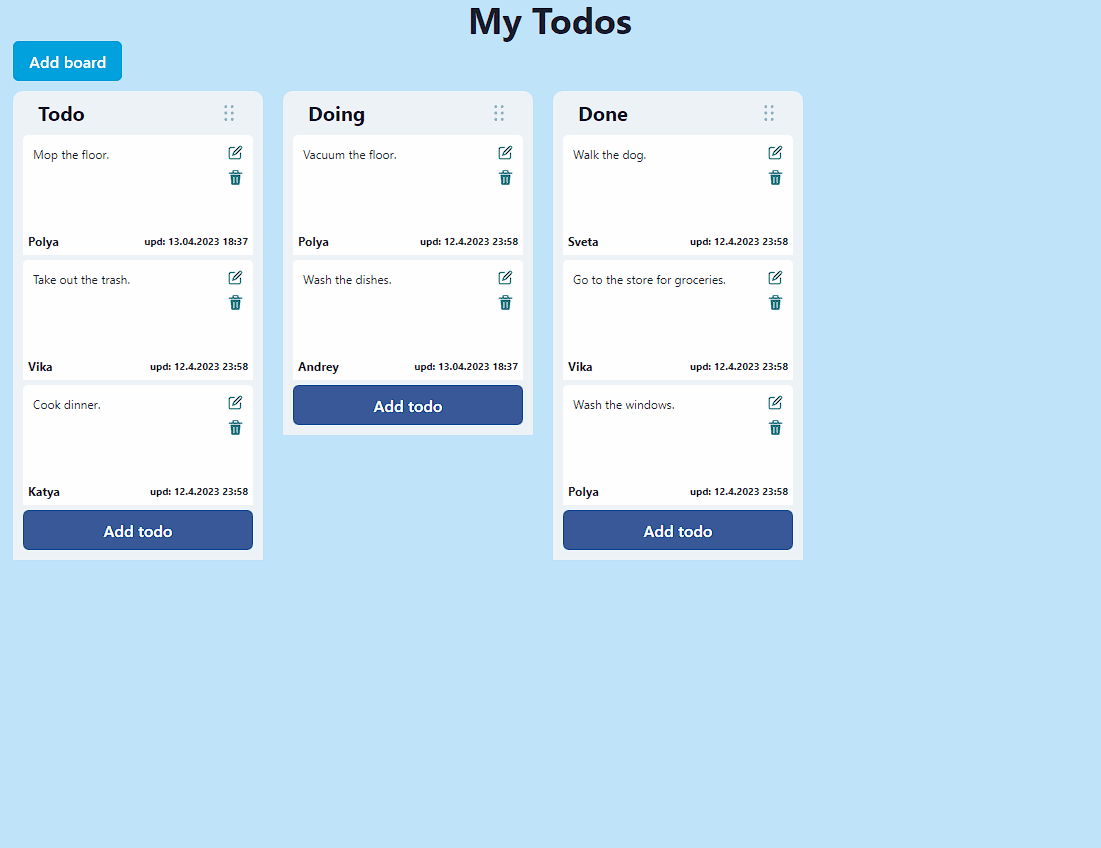 My Todos
Add board
Todo
Mop the floor.
Polya upd: 13.04.2023 18:37
Take out the trash.
Vika upd: 12.4.2023 23:58
Cook dinner.
Katya upd: 12.4.2023 23:58
Add todo
Doing
Vacuum the floor.
Polya upd: 12.4.2023 23:58
Wash the dishes.
Andrey upd: 13.04.2023 18:37
Add todo
Done
Walk the dog.
Sveta upd: 12.4.2023 23:58
Go to the store for groceries.
Vika upd: 12.4.2023 23:58
Wash the windows.
Polya upd: 12.4.2023 23:58
Add todo